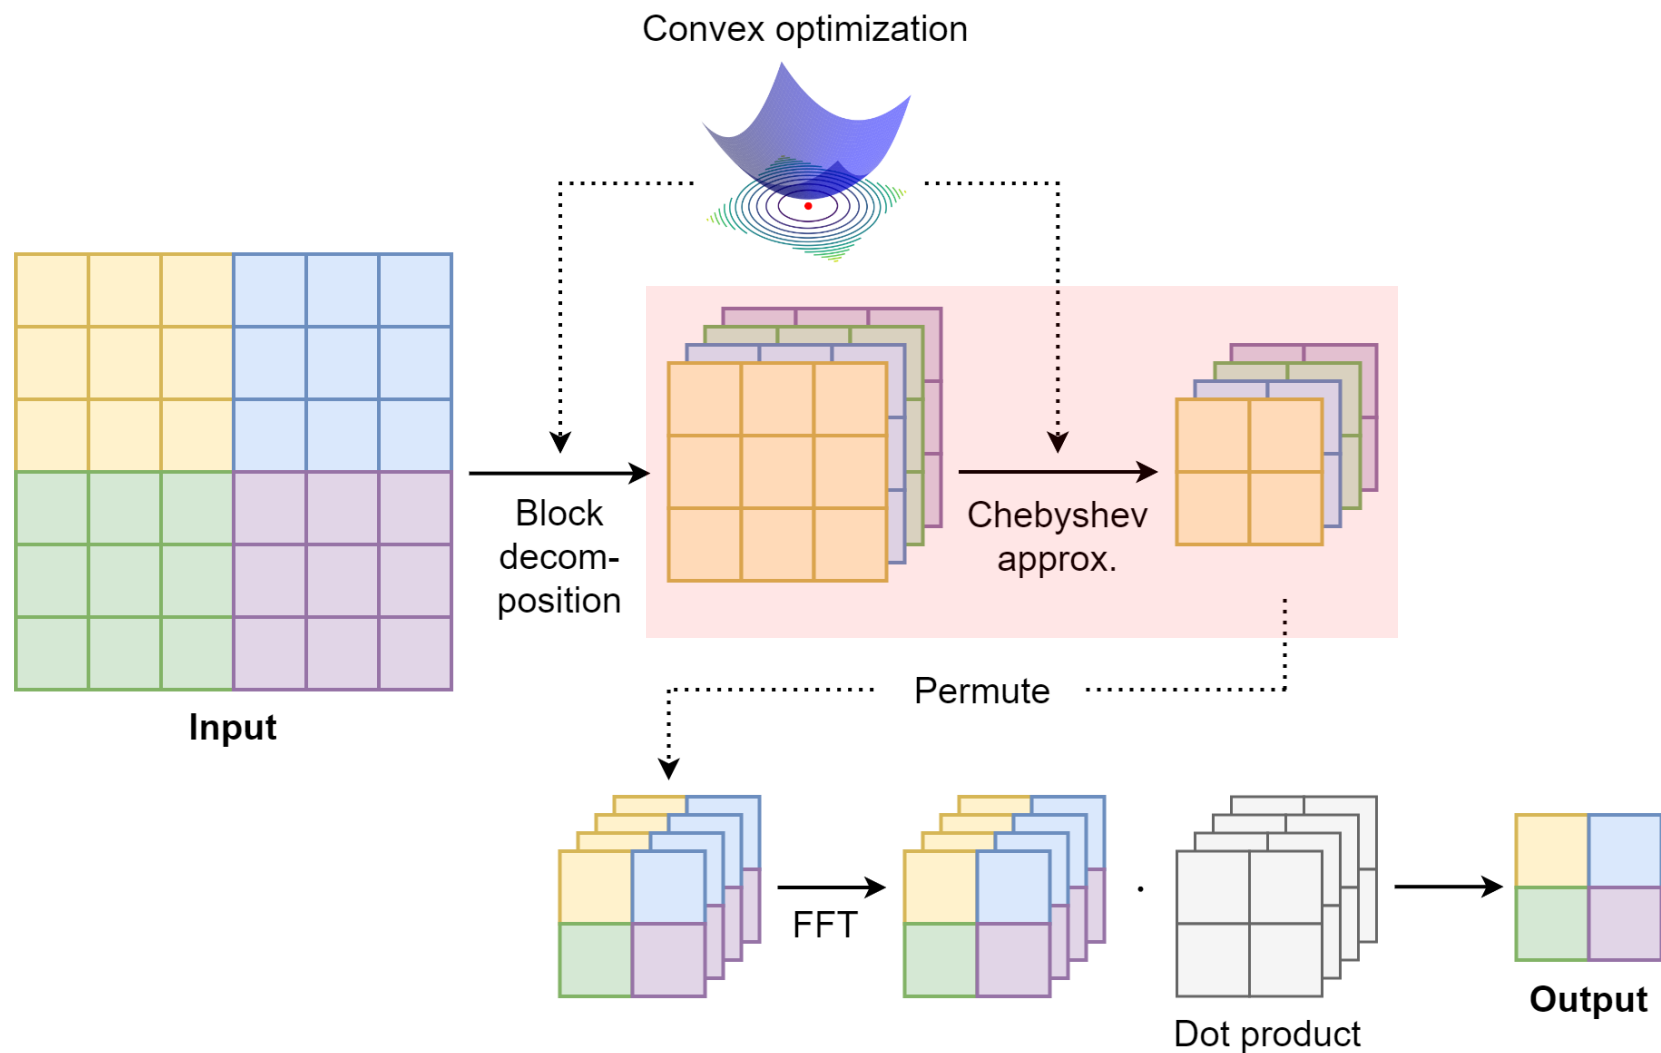 Convex optimization
Block
decom-
position
Chebyshev
approx.
Input
Permute
FFT
·
Dot product
Output